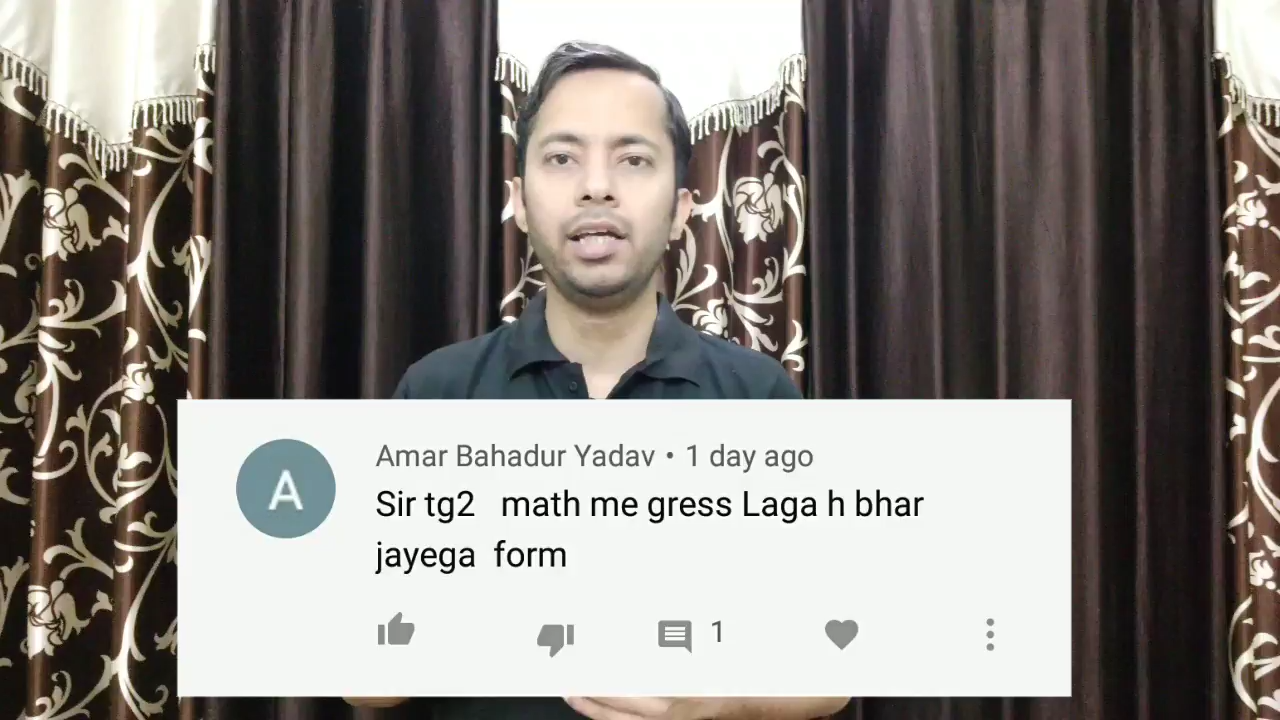 A
Amar Bahadur Yadav • 1 day ago
Sir tg2 math me gress Laga h bhar
jayega form
1